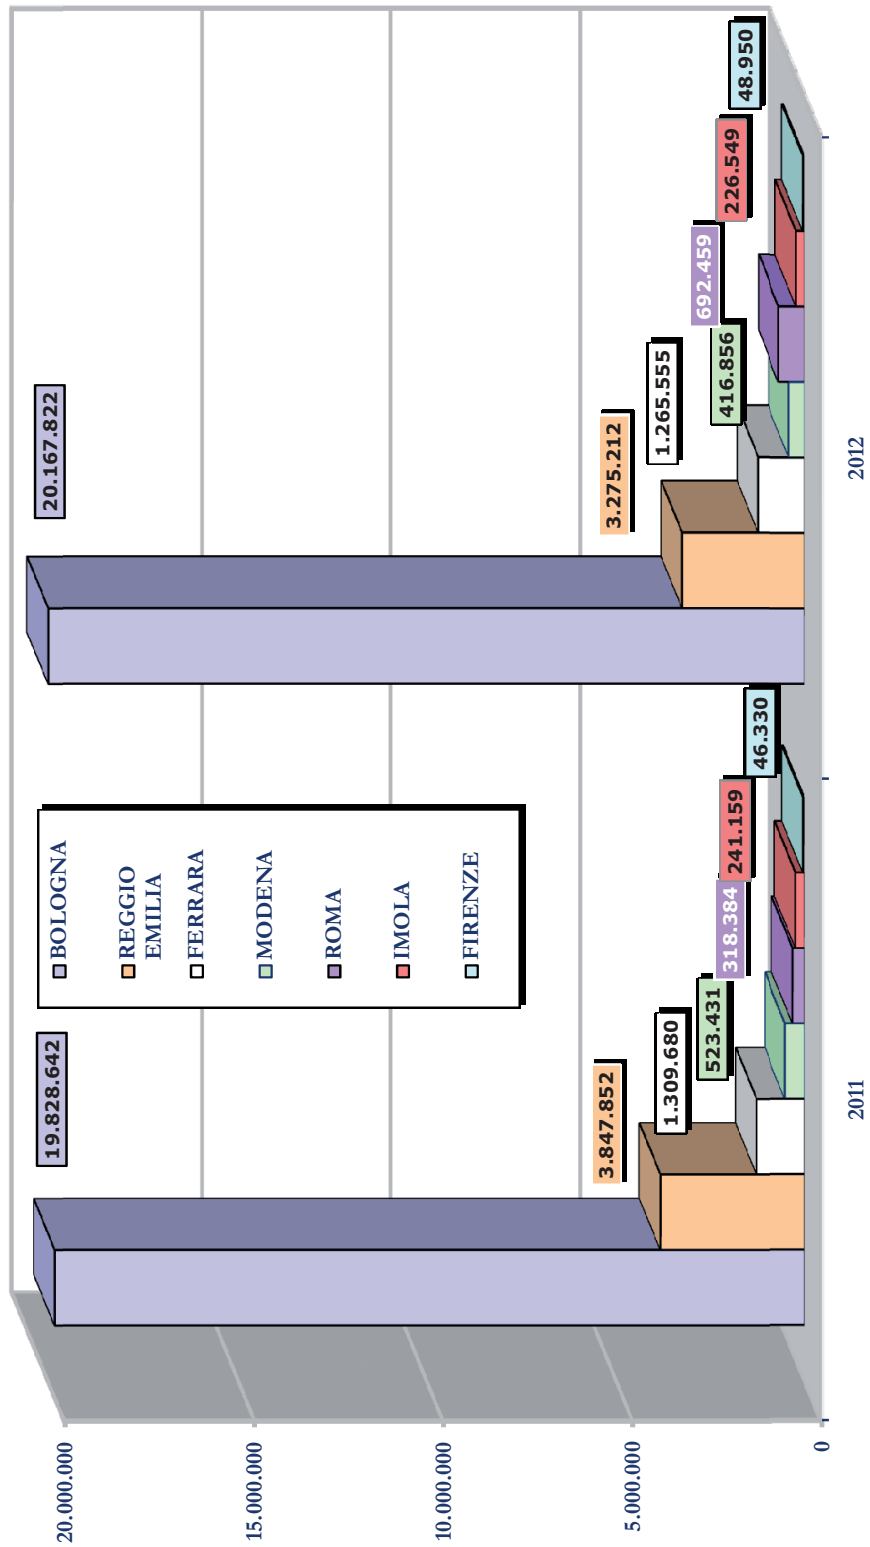 20.000.000
15.000.000
10.000.000
5.000.000
0
19.828.642
3.847.852
1.309.680
523.431
318.384
241.159
46.330
BOLOGNA
REGGIO
EMILIA
FERRARA
MODENA
ROMA
IMOLA
FIRENZE
20.167.822
3.275.212
1.265.555
416.856
692.459
226.549
48.950
2011
2012